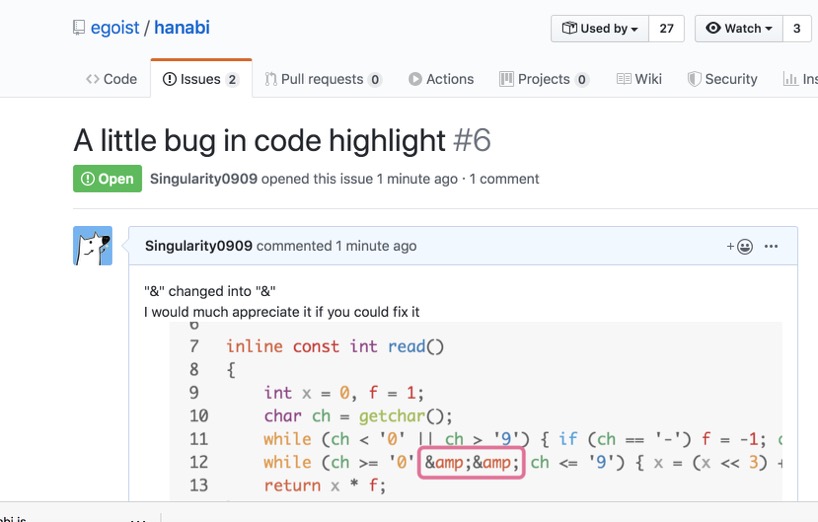 egoist / hanabi
Used by 27 Watch 3
Code Issues 2 Pull requests 0 Actions Projects 0 Wiki Security
A little bug in code highlight #6
Open Singularity0909 opened this issue 1 minute ago · 1 comment
Singularity0909 commented 1 minute ago
"&" changed into "&"
I would much appreciate it if you could fix it
6
7 inline const int read()
8 {
9 int x = 0, f = 1;
10 char ch = getchar();
11 while (ch < '0' || ch > '9') { if (ch == '-') f = -1;
12 while (ch >= '0' &amp;&amp; ch <= '9') { x = (x << 3) +
13 return x * f;